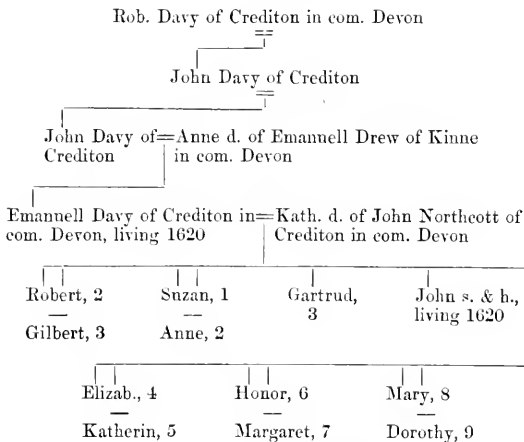 Rob. Davy of Crediton in com. Devon
John Davy of Crediton
John Davy of=Anne d. of Emannell Drew of Kinne
Crediton in com. Devon
Emannell Davy of Crediton in=Kath. d. of John Northcott of
com. Devon, living 1620 Crediton in com. Devon
Robert, 2 Suzan, 1 Gartrud, John s. & h.,
3 living 1620
Gilbert, 3 Anne, 2
Elizab., 4 Honor, 6 Mary, 8
Katherin, 5 Margaret, 7 Dorothy, 9